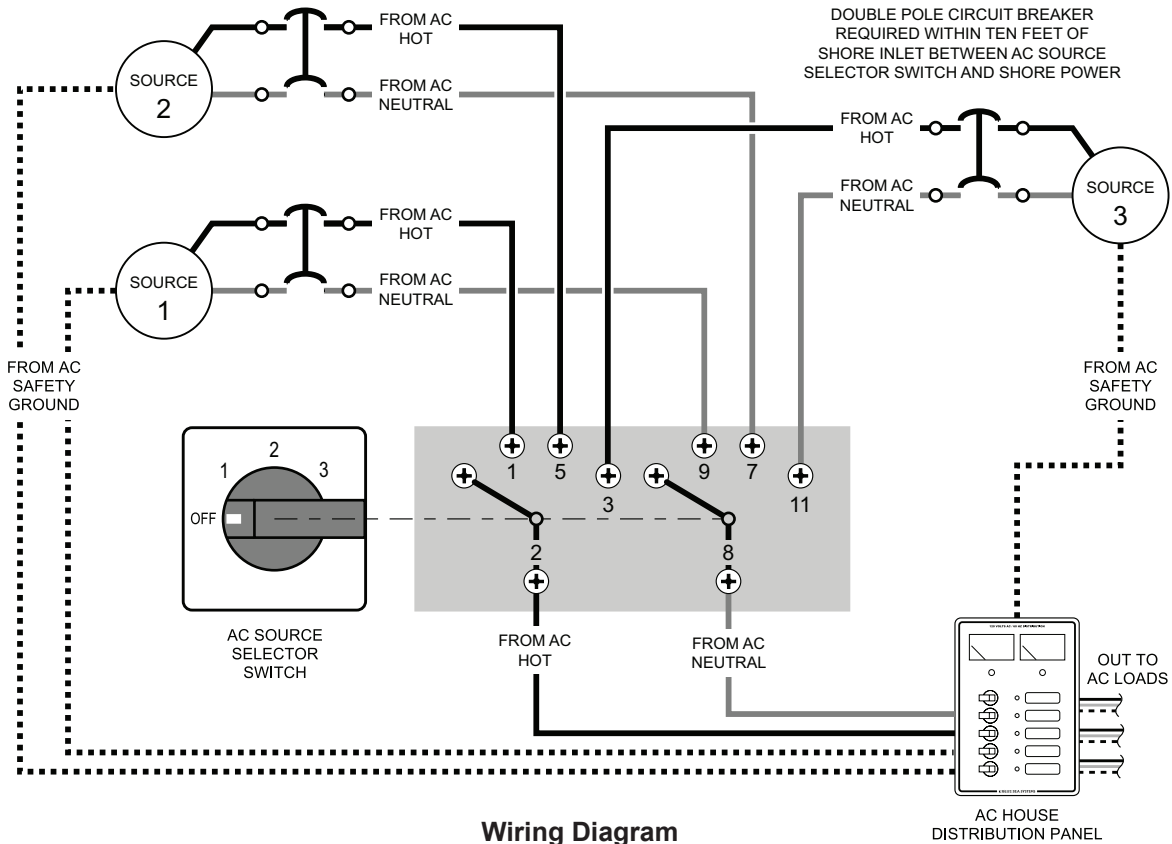 FROM AC
HOT
SOURCE
2
FROM AC
NEUTRAL
DOUBLE POLE CIRCUIT BREAKER
REQUIRED WITHIN TEN FEET OF
SHORE INLET BETWEEN AC SOURCE
SELECTOR SWITCH AND SHORE POWER
FROM AC
HOT
FROM AC
NEUTRAL
SOURCE
3
FROM AC
HOT
SOURCE
1
FROM AC
NEUTRAL
FROM AC
SAFETY
GROUND
FROM AC
SAFETY
GROUND
OFF
1
2
3
1
5
3
9
7
11
2
8
AC SOURCE
SELECTOR
SWITCH
FROM AC
HOT
FROM AC
NEUTRAL
OUT TO
AC LOADS
AC HOUSE
DISTRIBUTION PANEL
Wiring Diagram